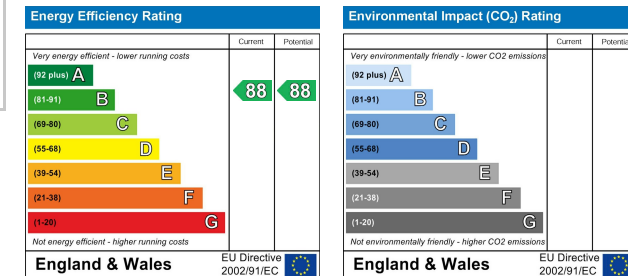 Energy Efficiency Rating
Current Potential
Very energy efficient - lower running costs
(92 plus) A
(81-91) B
88 88
(69-80) C
(55-68) D
(39-54) E
(21-38) F
(1-20) G
Not energy efficient - higher running costs
England & Wales
EU Directive
2002/91/EC
Environmental Impact (CO₂) Rating
Current Potential
Very environmentally friendly - lower CO2 emissions
(92 plus) A
(81-91) B
(69-80) C
(55-68) D
(39-54) E
(21-38) F
(1-20) G
Not environmentally friendly - higher CO2 emissions
England & Wales
EU Directive
2002/91/EC